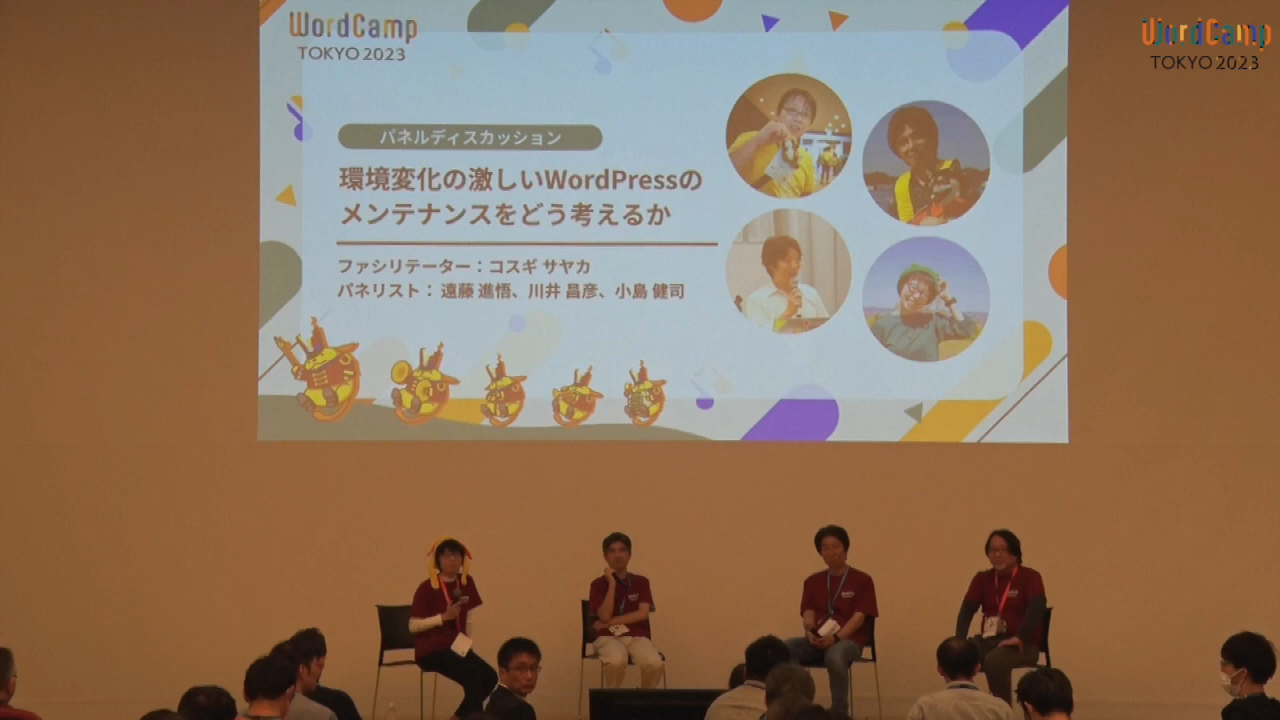 WordCamp
TOKYO 2023
パネルディスカッション
環境変化の激しいWordPressの
メンテナンスをどう考えるか
ファシリテーター：コスギ サヤカ
パネリスト： 遠藤 進悟、川井 昌彦、小島 健司
WordCamp
TOKYO 2023